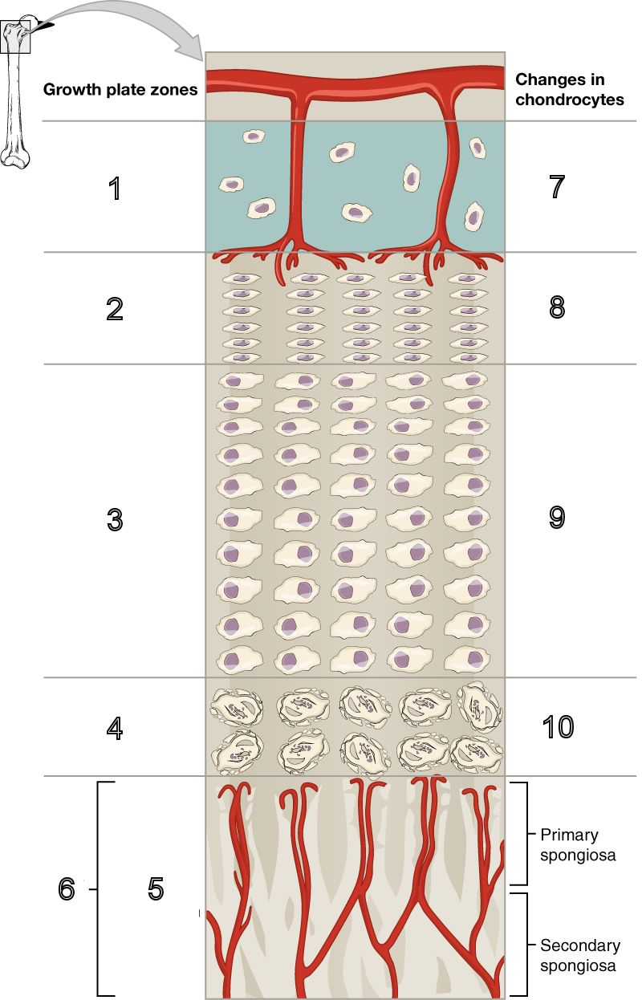 Growth plate zones
Changes in
chondrocytes
1
7
2
8
3
9
4
10
6
5
Primary
spongiosa
Secondary
spongiosa